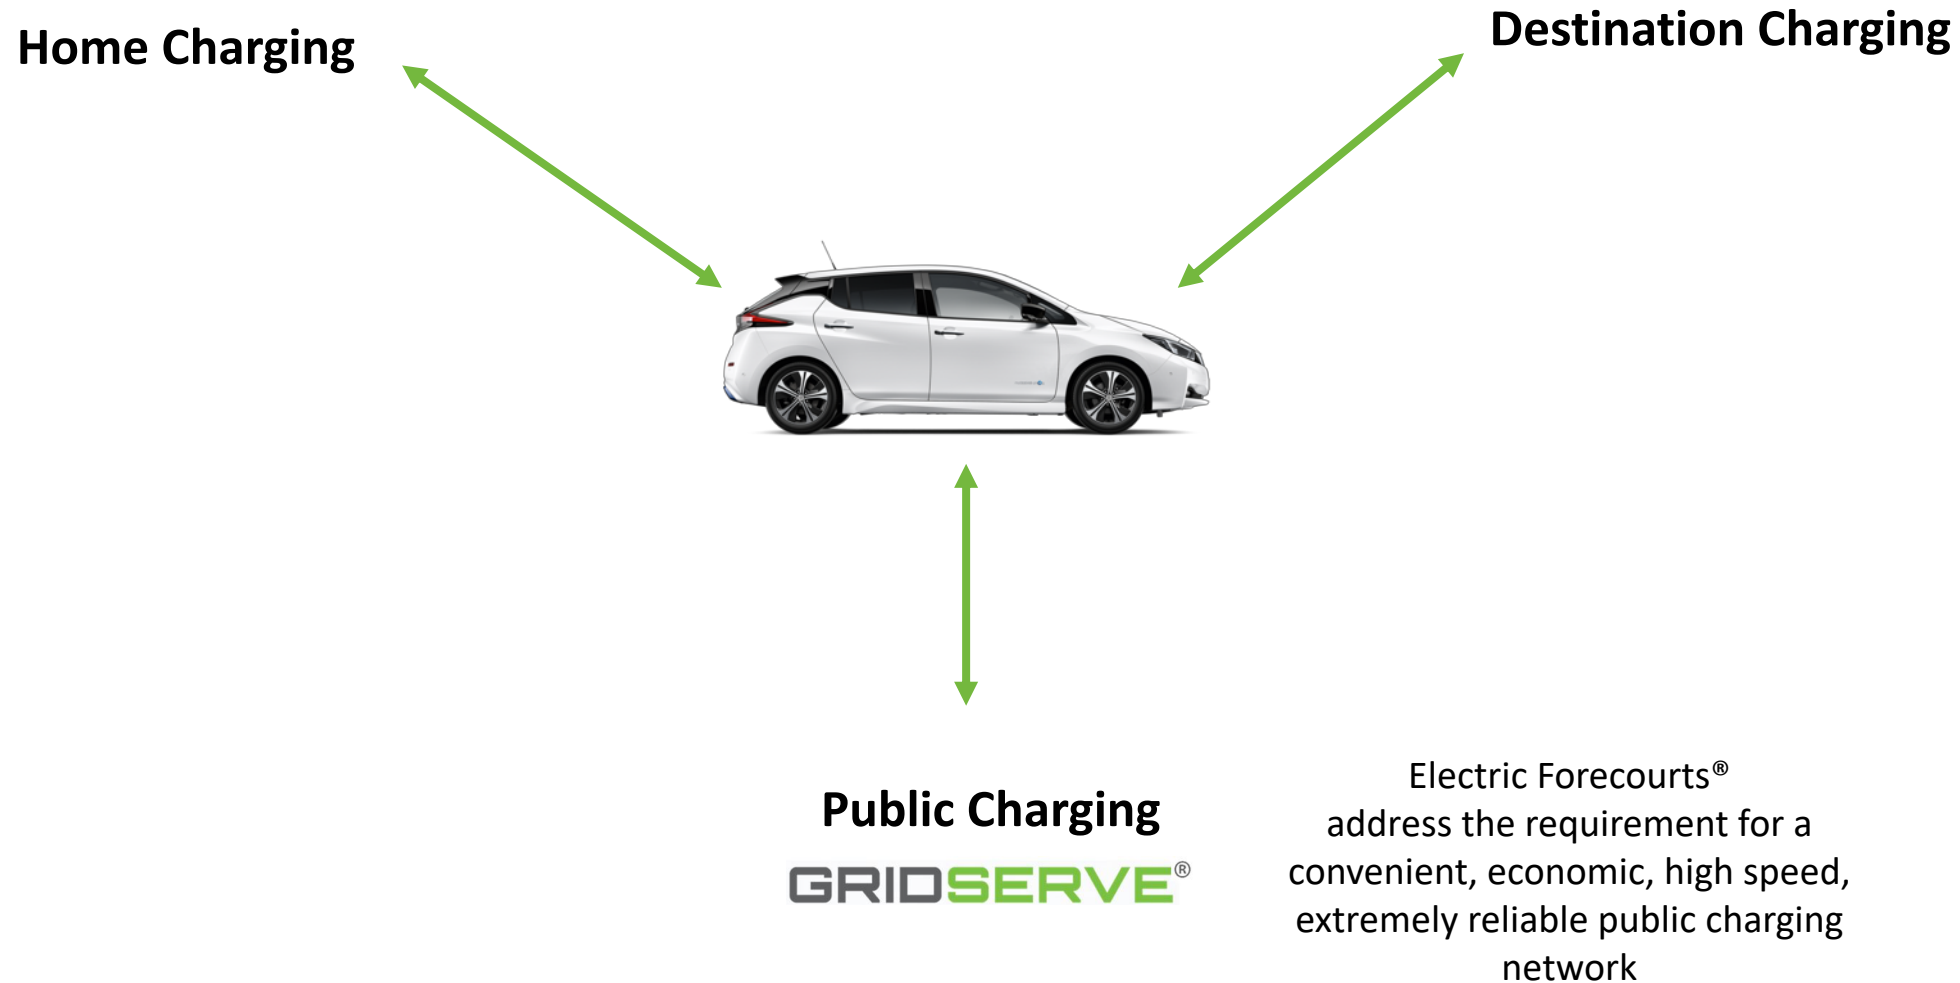 Home Charging
Destination Charging
Public Charging
GRIDSERVE®
Electric Forecourts®
address the requirement for a
convenient, economic, high speed,
extremely reliable public charging
network